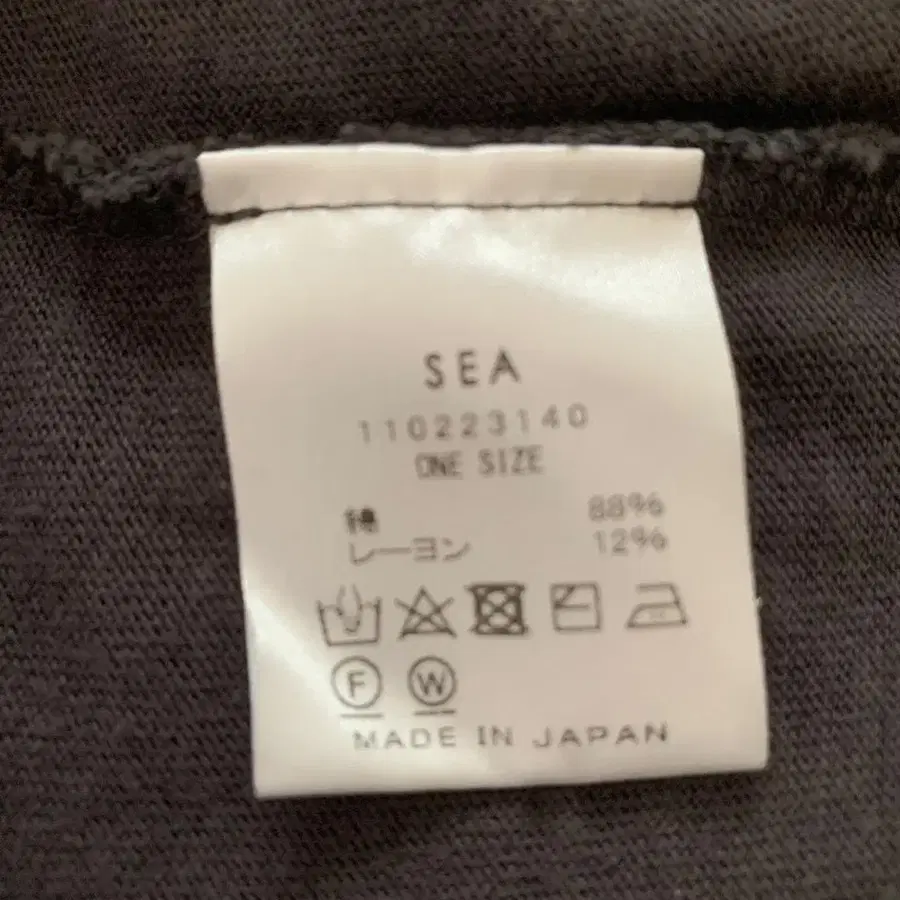 SEA
110223140
ONE SIZE
綿 88%
レーヨン 12%
F W
MADE IN JAPAN